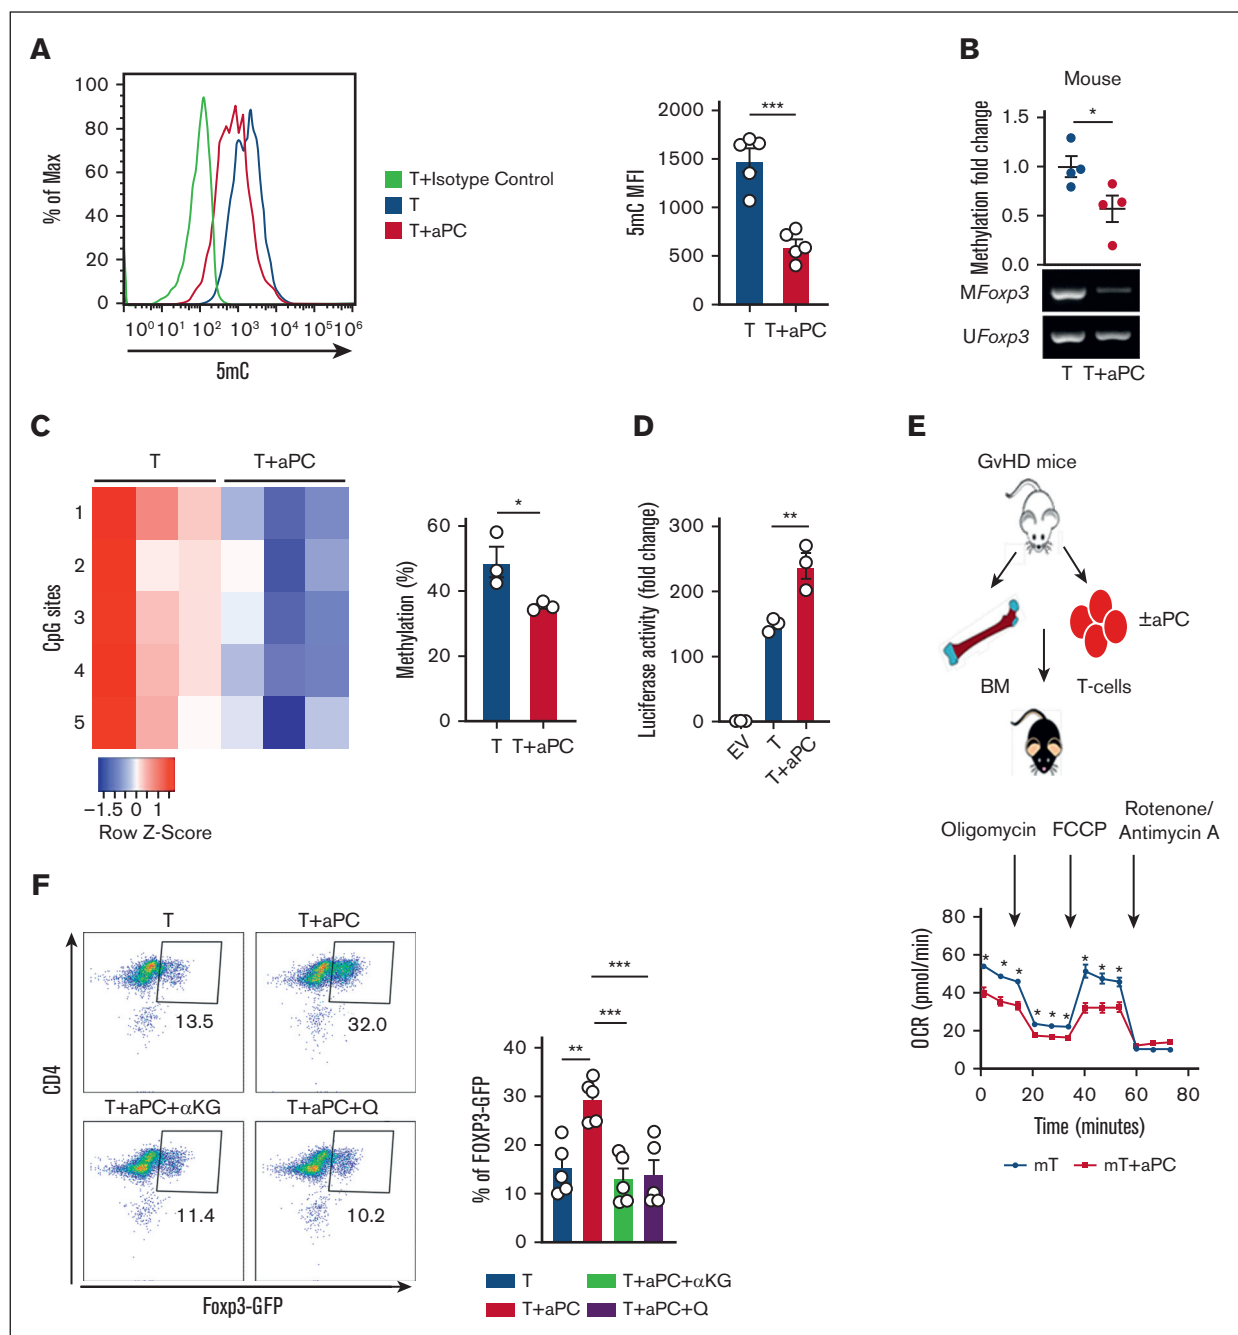 A
100
80
60
40
20
0
% of Max
10⁰ 10¹ 10² 10³ 10⁴ 10⁵ 10⁶
5mC
T+Isotype Control
T
T+aPC
2000
1500
1000
500
0
5mC MFI
***
T T+aPC
B
Mouse
1.5
1.0
0.5
0.0
Methylation fold change
*
MFoxp3
UFoxp3
T T+aPC
C
T T+aPC
CpG sites
1
2
3
4
5
−1.5 0 1
Row Z-Score
60
40
20
0
Methylation (%)
*
T T+aPC
D
300
200
100
0
Luciferase activity (fold change)
**
EV
T
T+aPC
E
GvHD mice
±aPC
BM T-cells
Oligomycin FCCP Rotenone/
Antimycin A
80
60
40
20
0
OCR (pmol/min)
* * * * * * * * *
0 20 40 60 80
Time (minutes)
mT mT+aPC
F
T T+aPC
13.5 32.0
T+aPC+αKG T+aPC+Q
11.4 10.2
CD4
Foxp3-GFP
40
30
20
10
0
% of FOXP3-GFP
***
***
**
T T+aPC+αKG
T+aPC T+aPC+Q